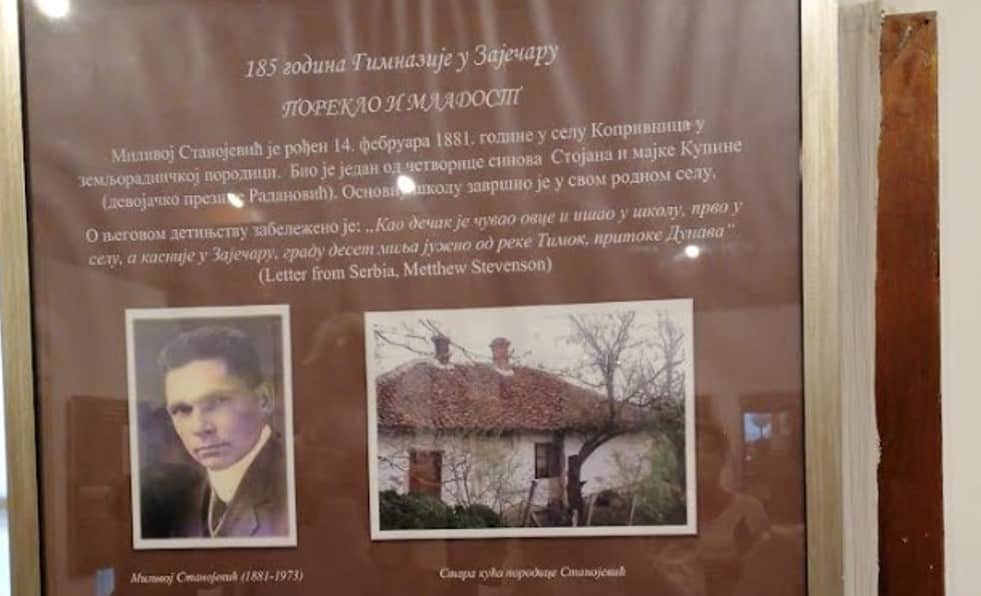 185 година Гимназије у Зајечару
ПОРЕКЛО И МЛАДОСТ
Миливој Станојевић је рођен 14. фебруара 1881. године у селу Копривница у
земљорадничкој породици. Био је један од четворице синова Стојана и мајке Купине
(девојачко презиме Радановић). Основну школу завршио је у свом родном селу.
О његовом детињству забележено је: „Као дечак је чувао овце и ишао у школу, прво у
селу, а касније у Зајечару, граду десет миља јужно од реке Тимок, притоке Дунава”
(Letter from Serbia, Metthew Stevenson)
Миливој Станојевић (1881-1973)
Стара кућа породице Станојевић